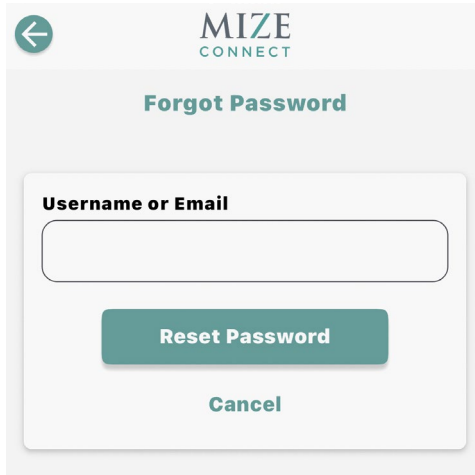 MIZE
CONNECT
Forgot Password
Username or Email
Reset Password
Cancel